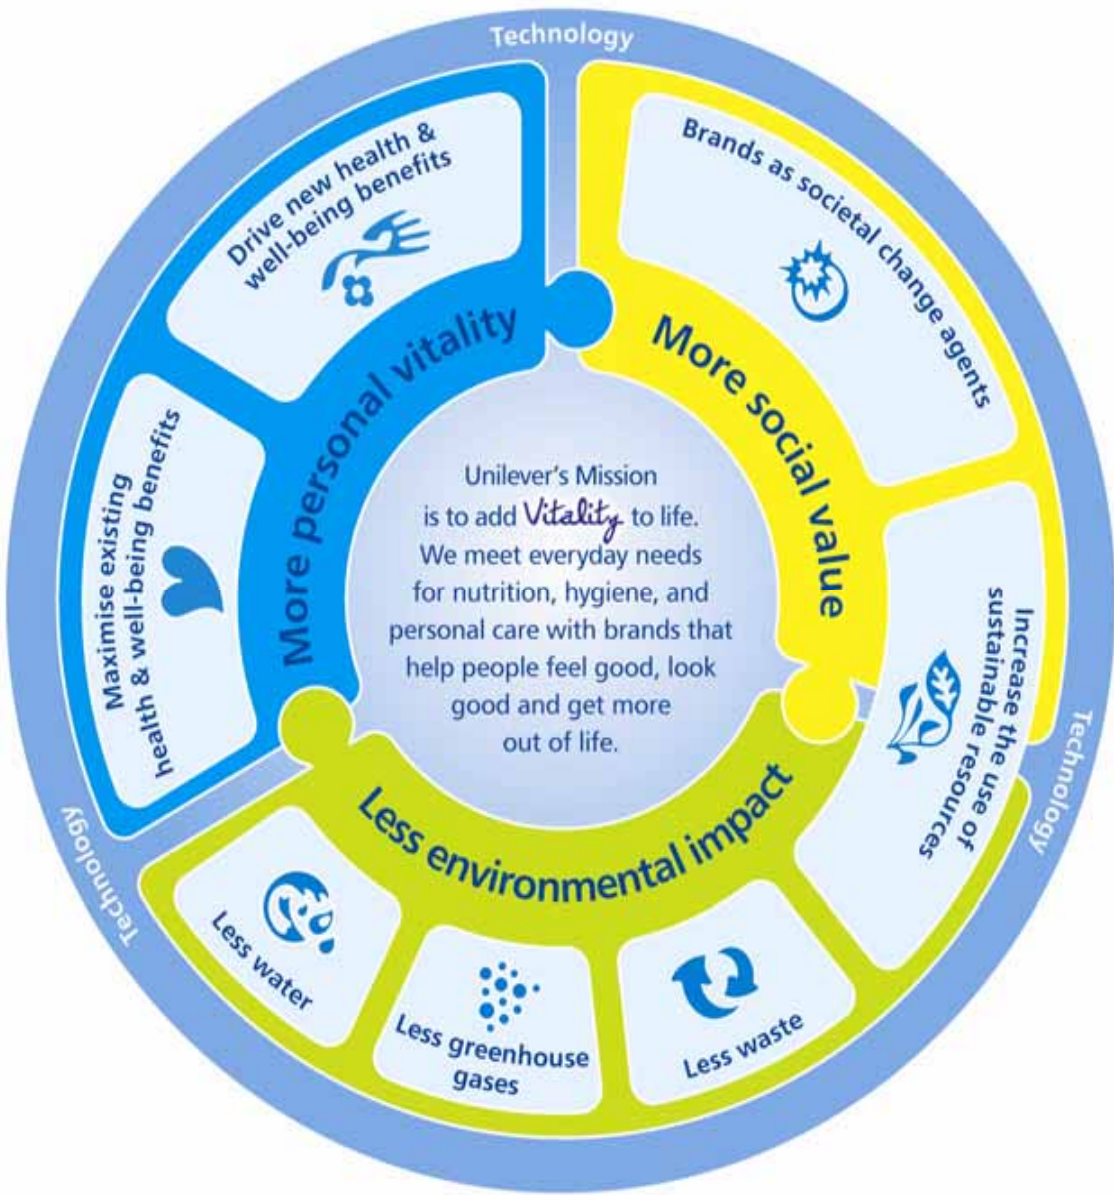 Technology
Drive new health &
well-being benefits
Maximise existing
health & well-being benefits
More personal vitality
Brands as societal change agents
More social value
Increase the use of
sustainable resources
Unilever's Mission
is to add Vitality to life.
We meet everyday needs
for nutrition, hygiene, and
personal care with brands that
help people feel good, look
good and get more
out of life.
Less environmental impact
Less water
Less greenhouse
gases
Less waste
Technology
Technology